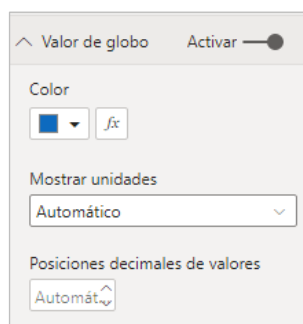 Valor de globo Activar
Color
fx
Mostrar unidades
Automático
Posiciones decimales de valores
Automát